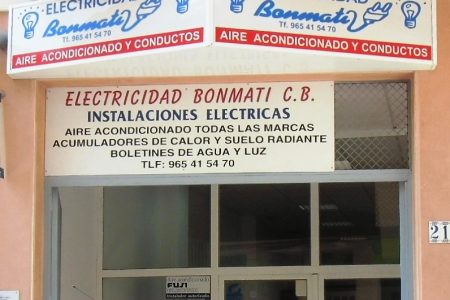 ELECTRICIDAD
Bonmati
Tf. 965 41 54 70
AIRE ACONDICIONADO Y CONDUCTOS
Bonmati
Tf. 965 41 54 70
AIRE ACONDICIONADO Y CONDUCTOS
ELECTRICIDAD BONMATI C.B.
INSTALACIONES ELECTRICAS
AIRE ACONDICIONADO TODAS LAS MARCAS
ACUMULADORES DE CALOR Y SUELO RADIANTE
BOLETINES DE AGUA Y LUZ
TLF: 965 41 54 70
21
Aire acondicionado
FUJI